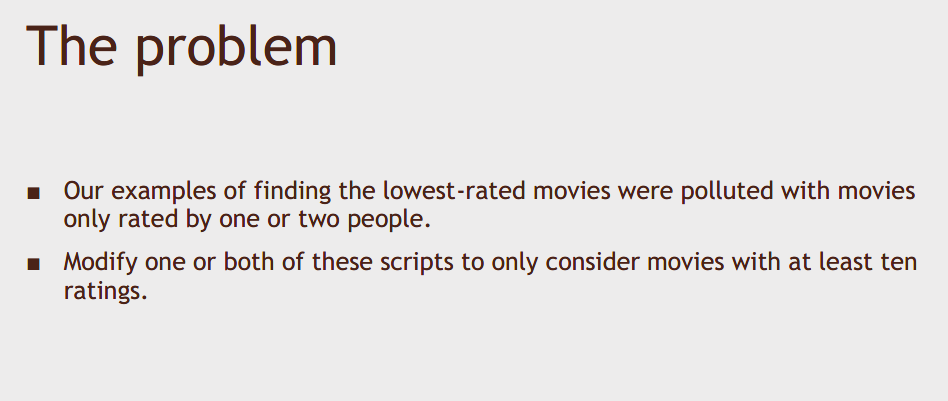 The problem
▪ Our examples of finding the lowest-rated movies were polluted with movies
only rated by one or two people.
▪ Modify one or both of these scripts to only consider movies with at least ten
ratings.